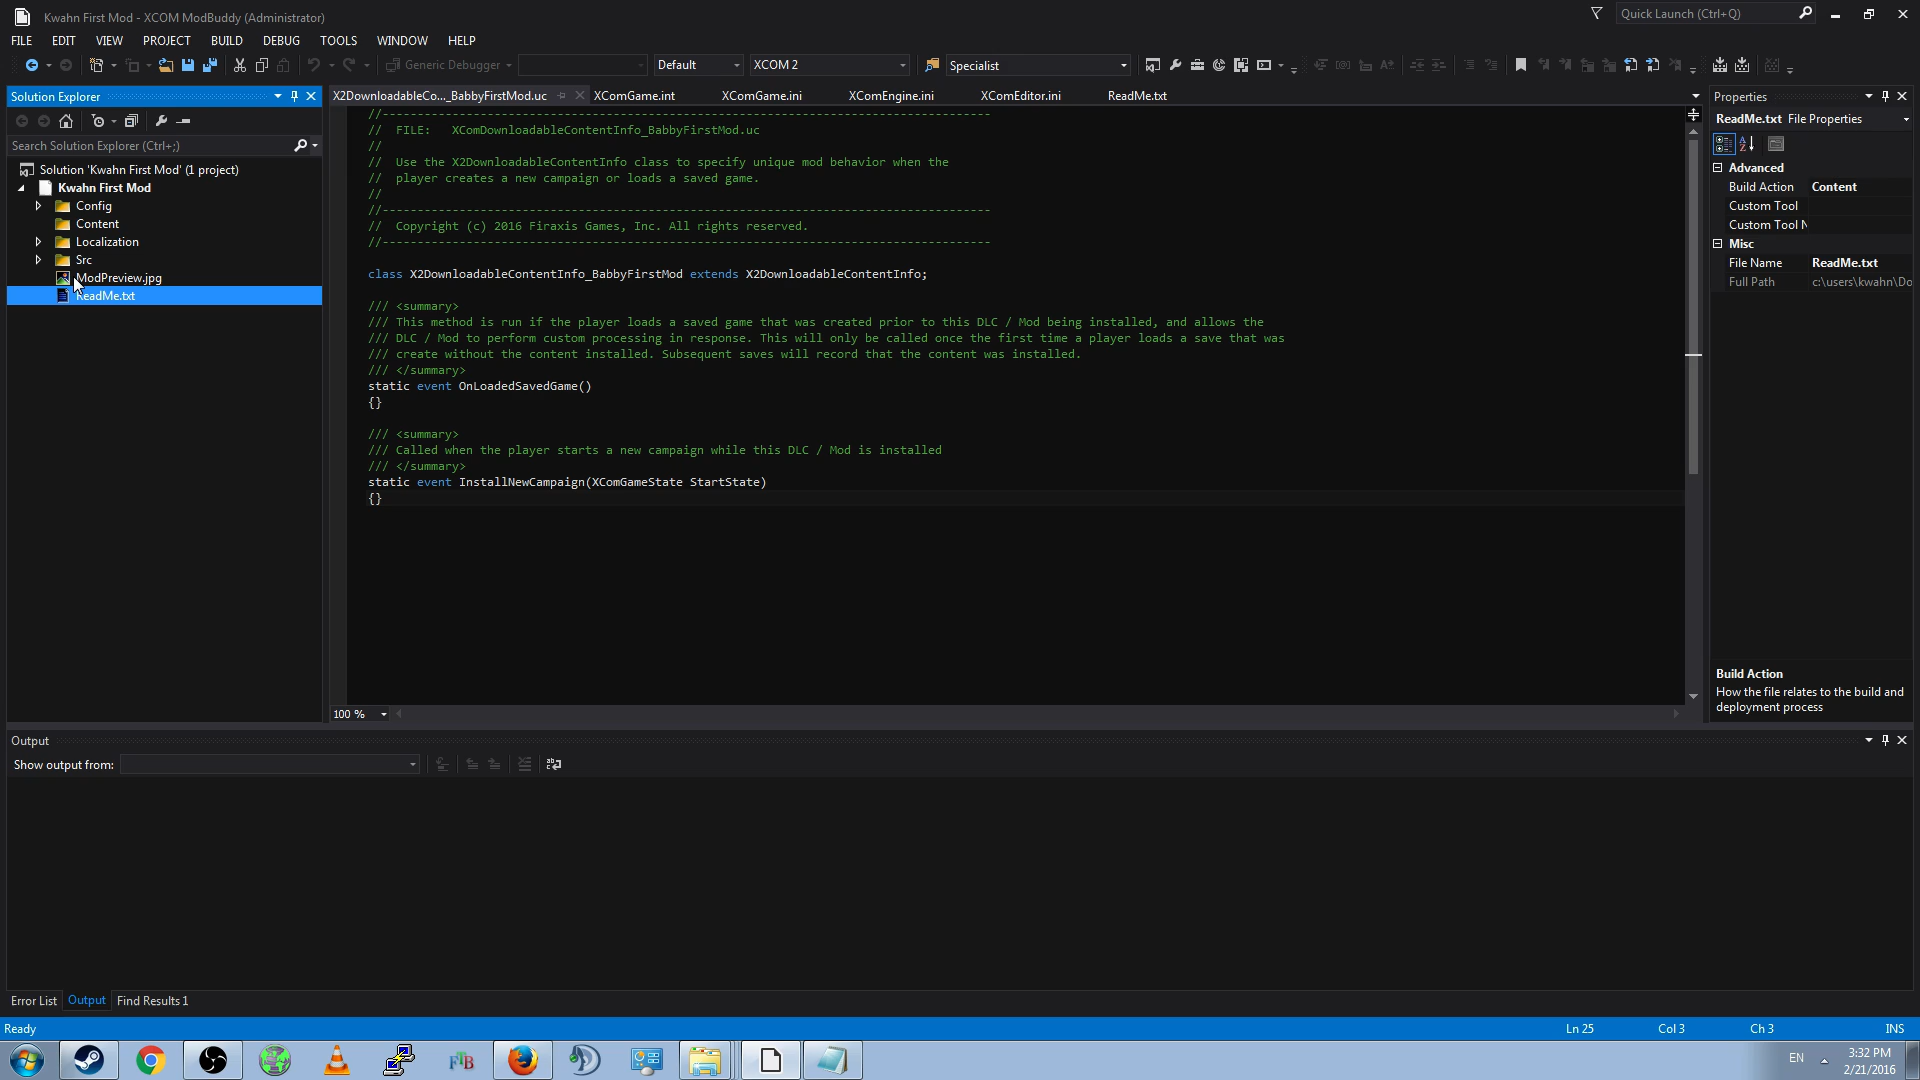 Kwahn First Mod - XCOM ModBuddy (Administrator)
Quick Launch (Ctrl+Q)
FILE EDIT VIEW PROJECT BUILD DEBUG TOOLS WINDOW HELP
Generic Debugger Default XCOM 2 Specialist
Solution Explorer
Search Solution Explorer (Ctrl+;)
Solution 'Kwahn First Mod' (1 project)
Kwahn First Mod
Config
Content
Localization
Src
ModPreview.jpg
ReadMe.txt
X2DownloadableCo..._BabbyFirstMod.uc XComGame.int XComGame.ini XComEngine.ini XComEditor.ini ReadMe.txt
//---------------------------------------------------------------------------------------
// FILE: XComDownloadableContentInfo_BabbyFirstMod.uc
//
// Use the X2DownloadableContentInfo class to specify unique mod behavior when the
// player creates a new campaign or loads a saved game.
//
//---------------------------------------------------------------------------------------
// Copyright (c) 2016 Firaxis Games, Inc. All rights reserved.
//---------------------------------------------------------------------------------------
class X2DownloadableContentInfo_BabbyFirstMod extends X2DownloadableContentInfo;
/// <summary>
/// This method is run if the player loads a saved game that was created prior to this DLC / Mod being installed, and allows the
/// DLC / Mod to perform custom processing in response. This will only be called once the first time a player loads a save that was
/// create without the content installed. Subsequent saves will record that the content was installed.
/// </summary>
static event OnLoadedSavedGame()
{}
/// <summary>
/// Called when the player starts a new campaign while this DLC / Mod is installed
/// </summary>
static event InstallNewCampaign(XComGameState StartState)
{}
100 %
Properties
ReadMe.txt File Properties
Advanced
Build Action Content
Custom Tool
Custom Tool N
Misc
File Name ReadMe.txt
Full Path c:\users\kwahn\Do
Build Action
How the file relates to the build and
deployment process
Output
Show output from:
Error List Output Find Results 1
Ready Ln 25 Col 3 Ch 3 INS
FTB
EN
3:32 PM
2/21/2016